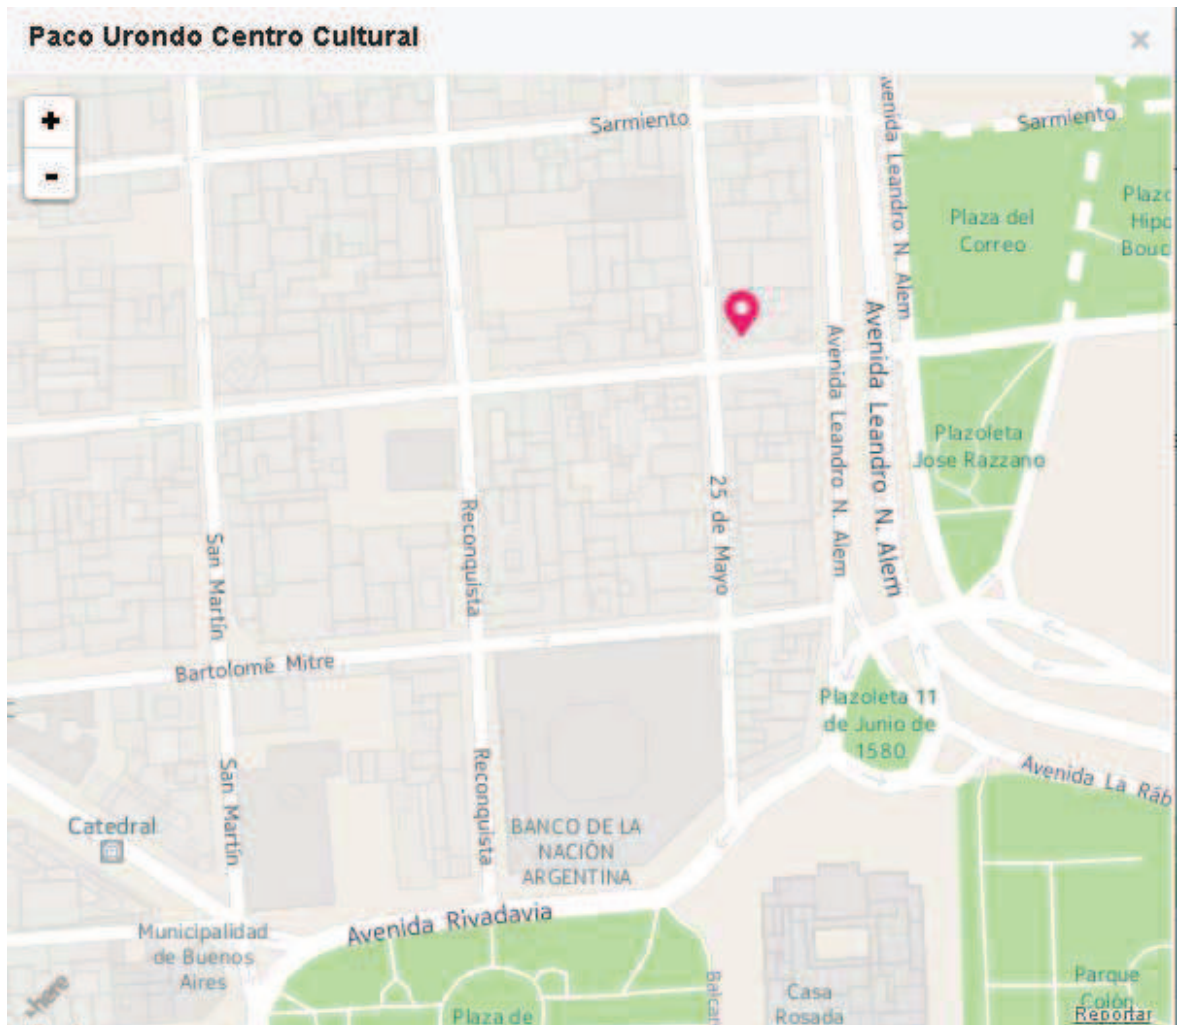 Paco Urondo Centro Cultural
×
+
-
Sarmiento
Avenida Leandro N. Alem
Sarmiento
Plaza del
Correo
Hipo
Avenida Leandro N. Alem
Avenida Leandro N. Alem
Plazoleta
Jose Razzano
25 de Mayo
Reconquista
San Martín
Bartolomé Mitre
Plazoleta 11
de Junio de
1580
Avenida La Ráb
San Martín
Reconquista
Catedral
BANCO DE LA
NACIÓN
ARGENTINA
Avenida Rivadavia
Municipalidad
de Buenos
Aires
here
Plaza de
Balcar
Casa
Rosada
Parque
Colón
Reportar